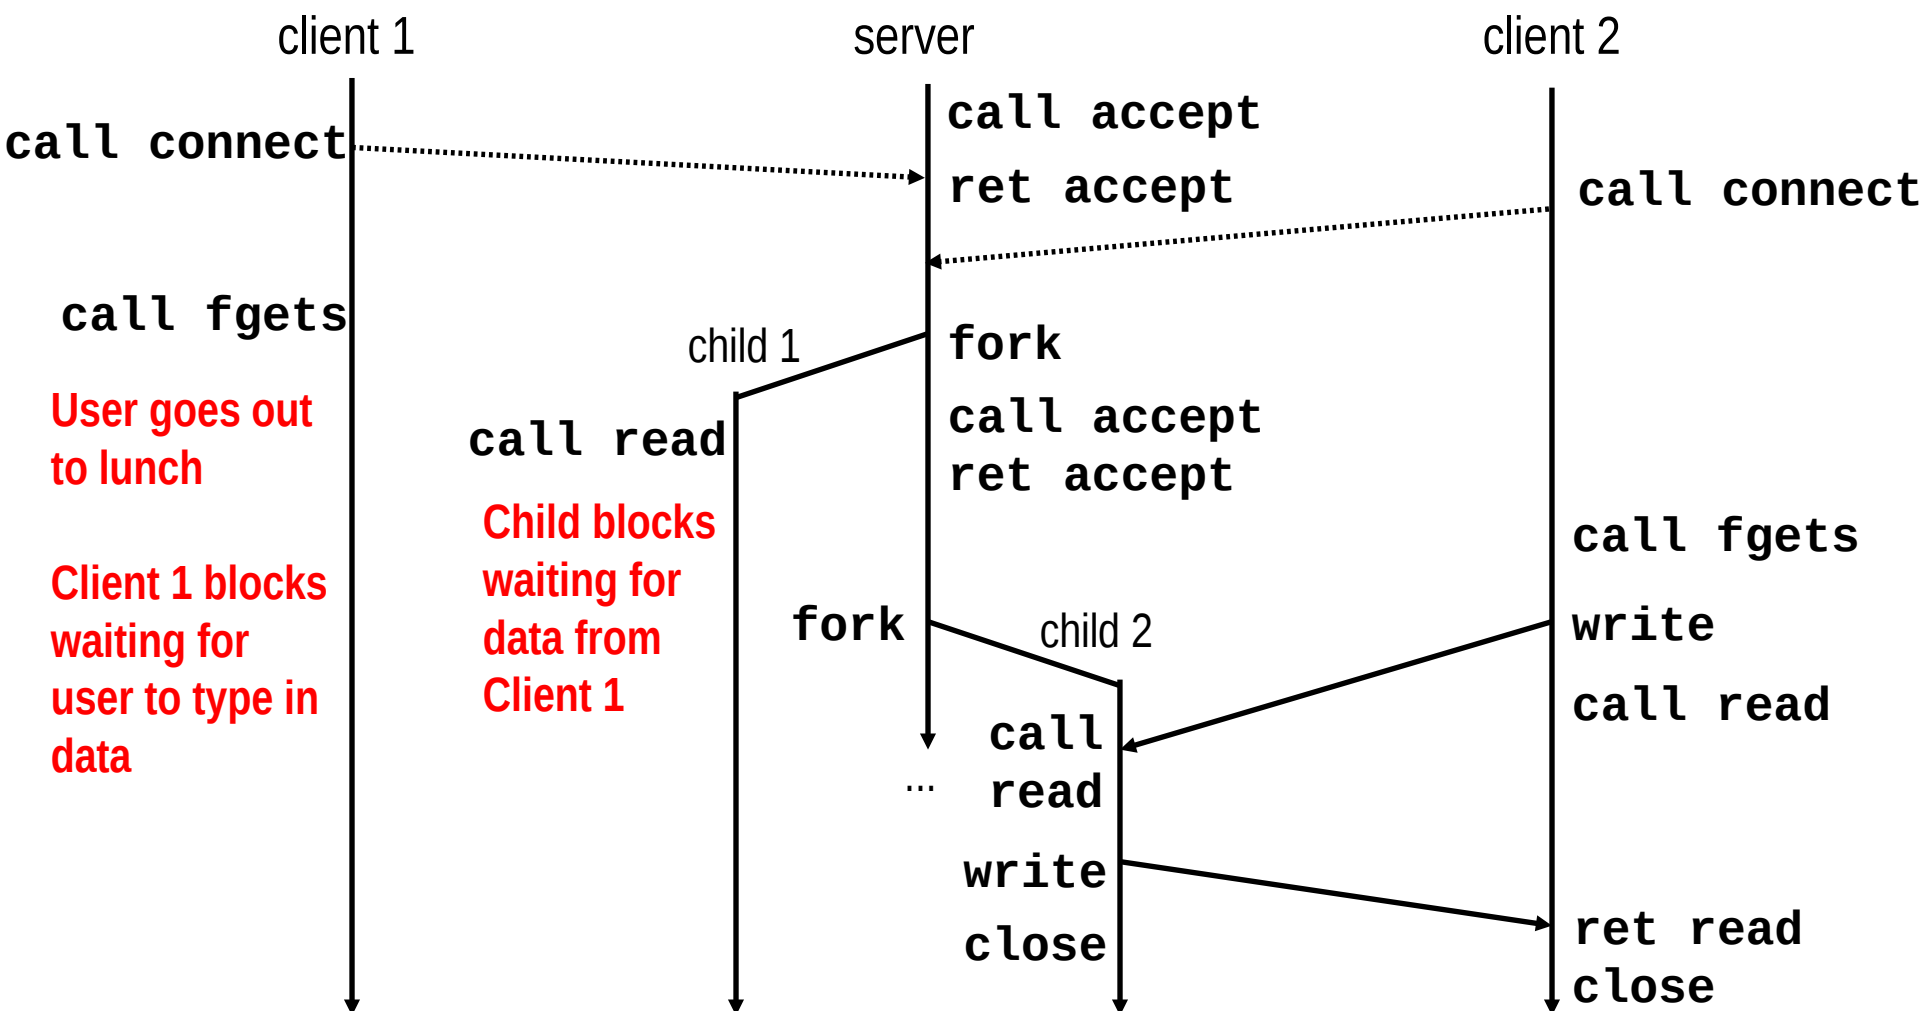 client 1
server
client 2
call connect
call accept
ret accept
call connect
call fgets
child 1
fork
User goes out
to lunch
call read
call accept
ret accept
Client 1 blocks
waiting for
user to type in
data
Child blocks
waiting for
data from
Client 1
fork
child 2
call fgets
write
call read
...
call
read
write
close
ret read
close